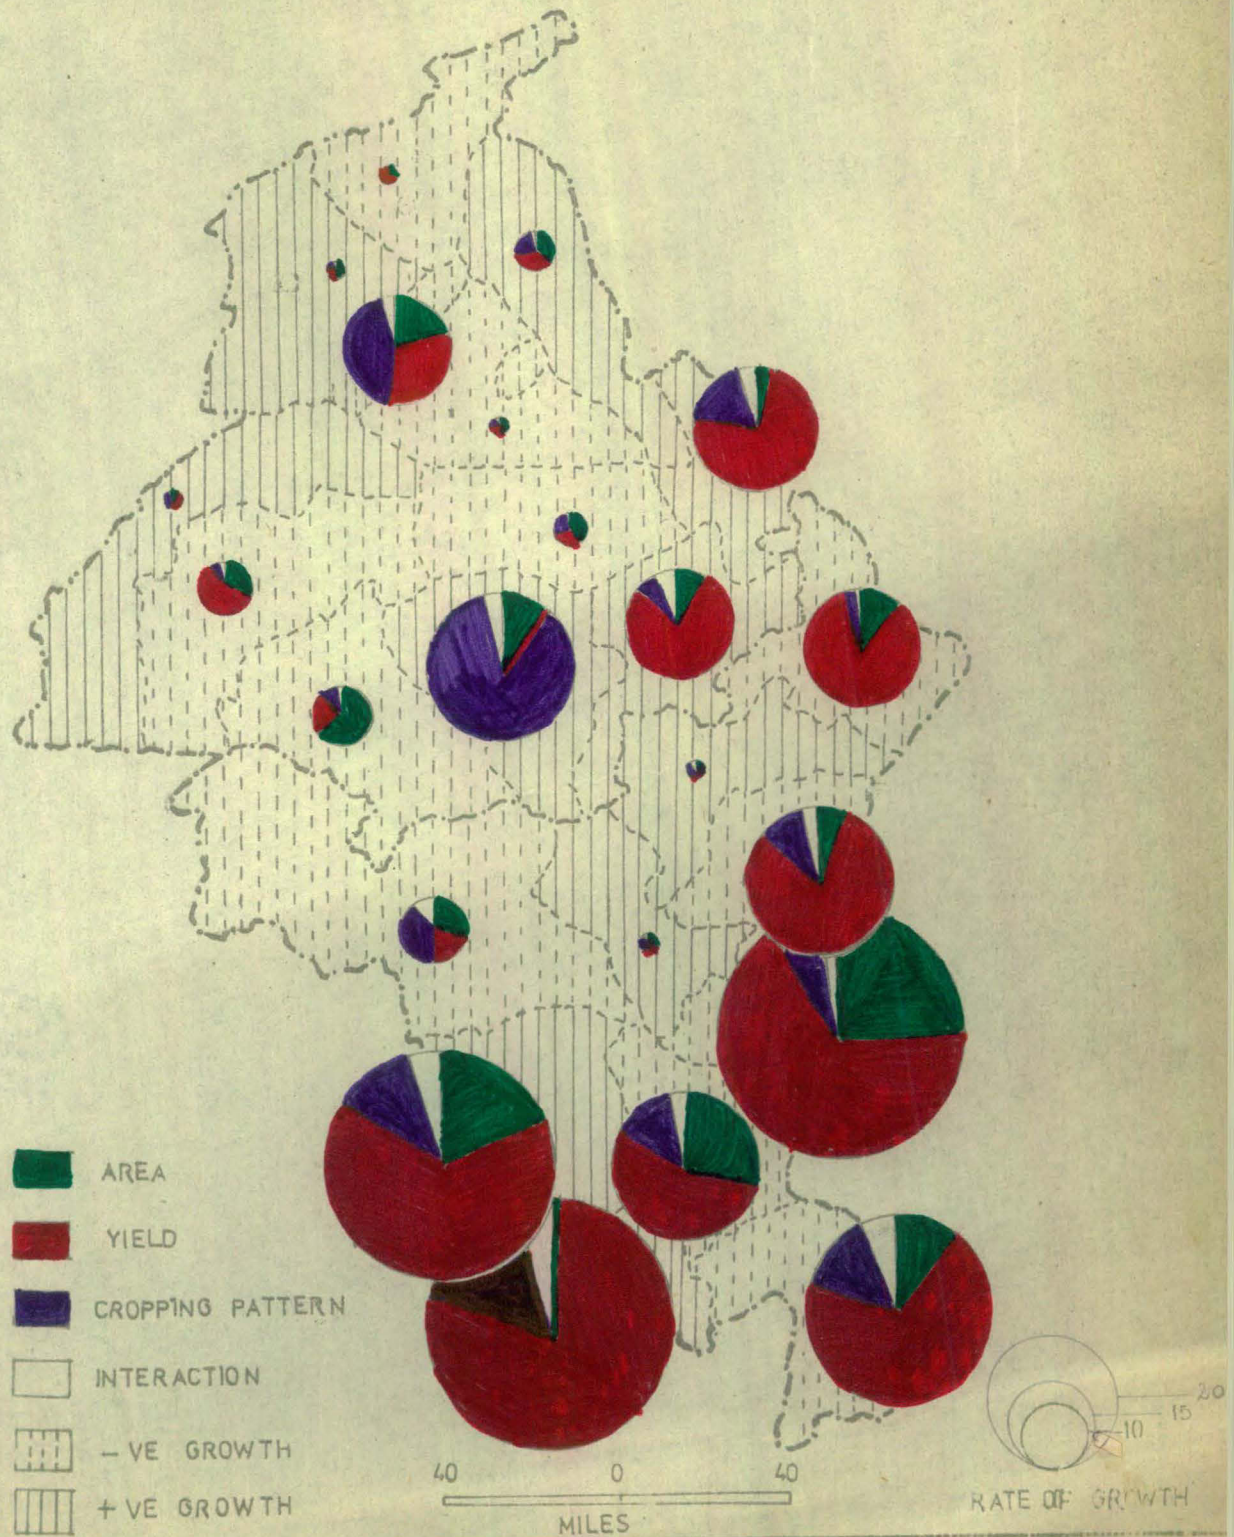 AREA
YIELD
CROPPING PATTERN
INTERACTION
-VE GROWTH
+VE GROWTH
40 0 40
MILES
20
15
10
RATE OF GROWTH